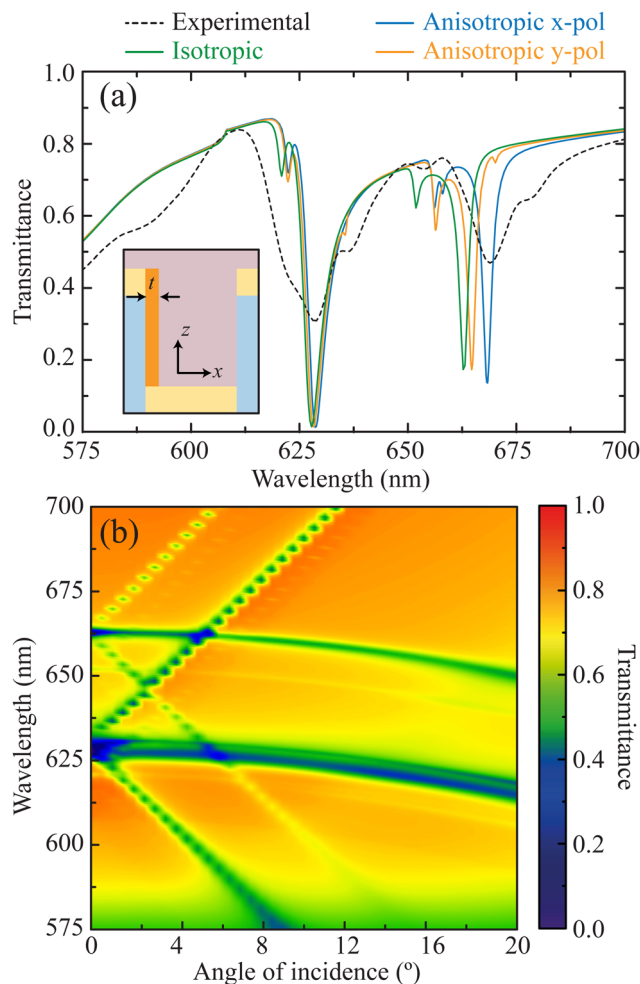 Experimental Anisotropic x-pol
Isotropic Anisotropic y-pol
(a)
Transmittance
1.0
0.8
0.6
0.4
0.2
0.0
t
z
x
575 600 625 650 675 700
Wavelength (nm)
(b)
Wavelength (nm)
700
675
650
625
600
575
0 4 8 12 16 20
Angle of incidence (º)
1.0
0.8
0.6
0.4
0.2
0.0
Transmittance